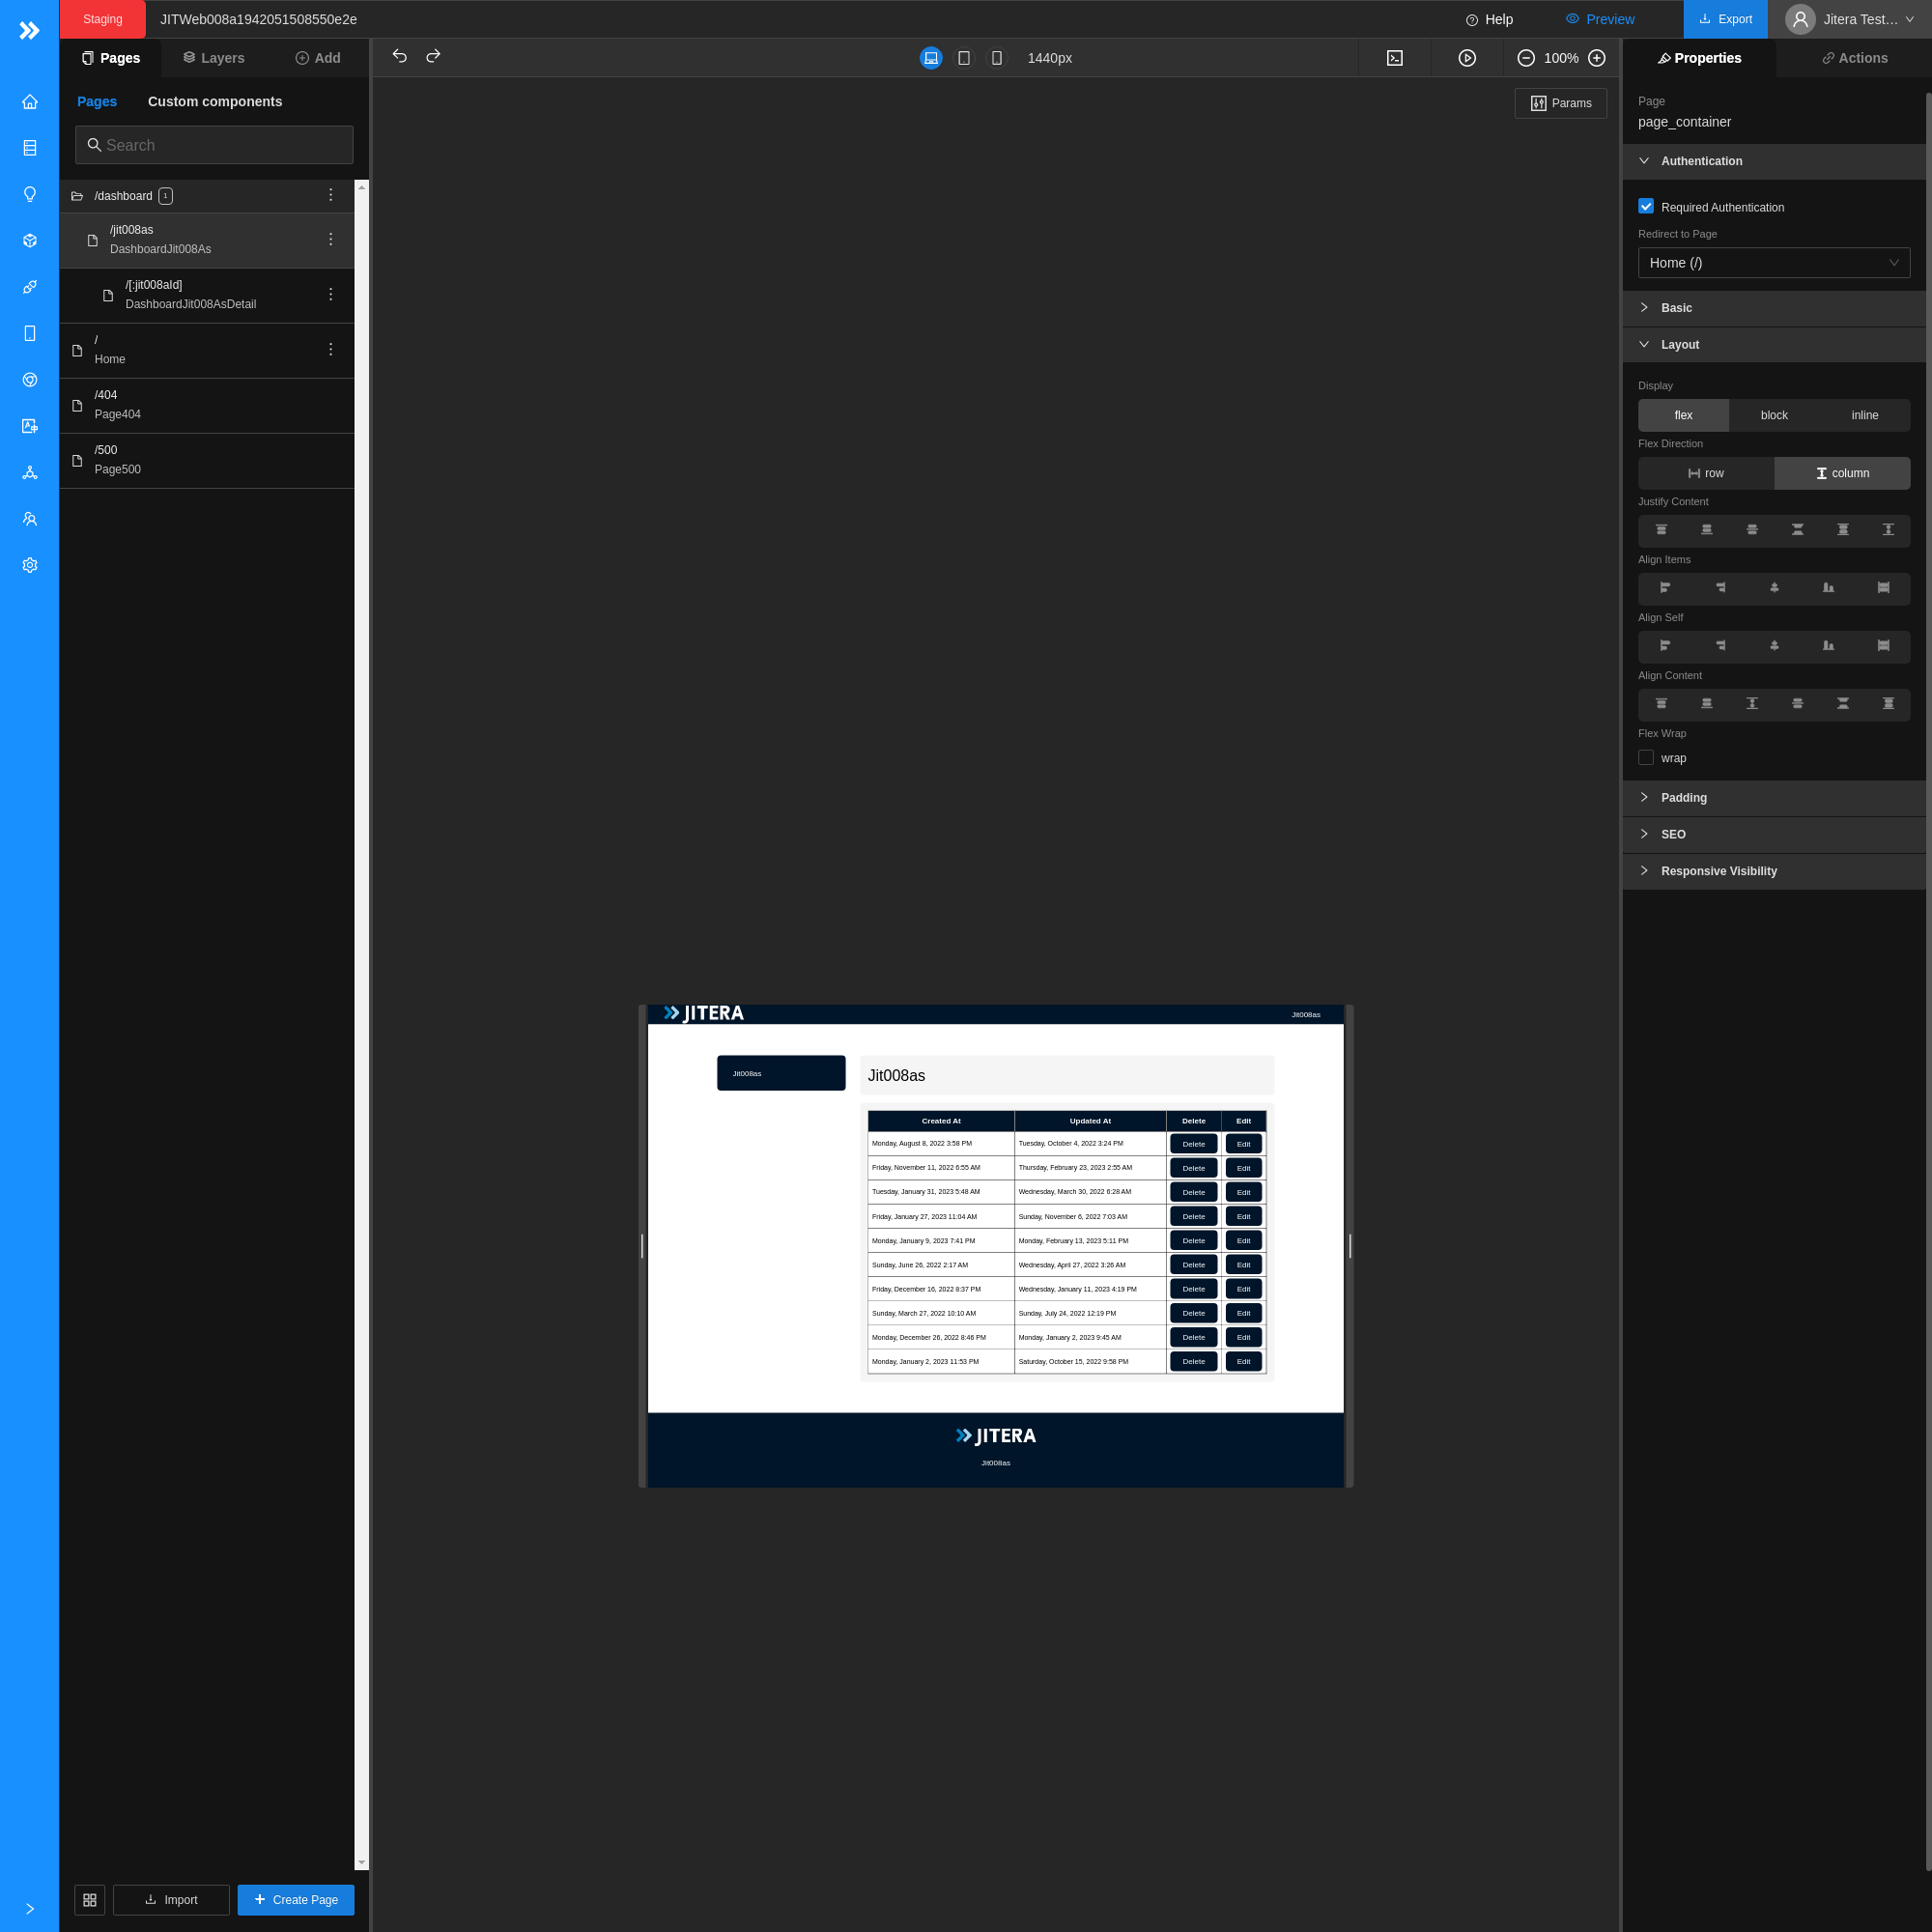 Staging
JITWeb008a1942051508550e2e
Help
Preview
Export
Jitera Test...
Pages
Layers
Add
1440px
100%
Properties
Actions
Pages
Custom components
Search
/dashboard 1
/jit008as
DashboardJit008As
/[:jit008aId]
DashboardJit008AsDetail
/
Home
/404
Page404
/500
Page500
Import
Create Page
Params
JITERA
Jit008as
Jit008as
Jit008as
Created At Updated At Delete Edit
Monday, August 8, 2022 3:58 PM Tuesday, October 4, 2022 3:24 PM Delete Edit
Friday, November 11, 2022 6:55 AM Thursday, February 23, 2023 2:55 AM Delete Edit
Tuesday, January 31, 2023 5:48 AM Wednesday, March 30, 2022 6:28 AM Delete Edit
Friday, January 27, 2023 11:04 AM Sunday, November 6, 2022 7:03 AM Delete Edit
Monday, January 9, 2023 7:41 PM Monday, February 13, 2023 5:11 PM Delete Edit
Sunday, June 26, 2022 2:17 AM Wednesday, April 27, 2022 3:26 AM Delete Edit
Friday, December 16, 2022 8:37 PM Wednesday, January 11, 2023 4:19 PM Delete Edit
Sunday, March 27, 2022 10:10 AM Sunday, July 24, 2022 12:19 PM Delete Edit
Monday, December 26, 2022 8:46 PM Monday, January 2, 2023 9:45 AM Delete Edit
Monday, January 2, 2023 11:53 PM Saturday, October 15, 2022 9:58 PM Delete Edit
JITERA
Jit008as
Page
page_container
Authentication
Required Authentication
Redirect to Page
Home (/)
Basic
Layout
Display
flex block inline
Flex Direction
row column
Justify Content
Align Items
Align Self
Align Content
Flex Wrap
wrap
Padding
SEO
Responsive Visibility